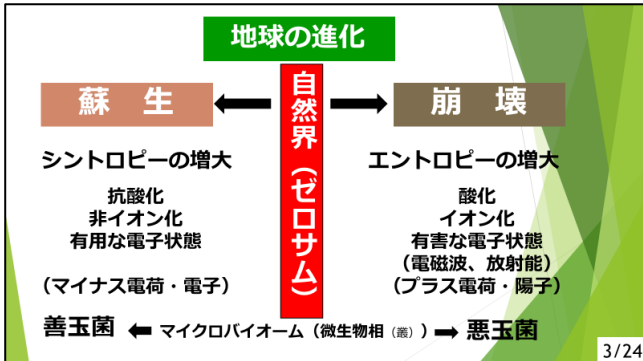 地球の進化
蘇 生
自然界（ゼロサム）
崩 壊
シントロピーの増大
抗酸化
非イオン化
有用な電子状態
（マイナス電荷・電子）
エントロピーの増大
酸化
イオン化
有害な電子状態
（電磁波、放射能）
（プラス電荷・陽子）
善玉菌 マイクロバイオーム（微生物相（叢）） 悪玉菌
3/24